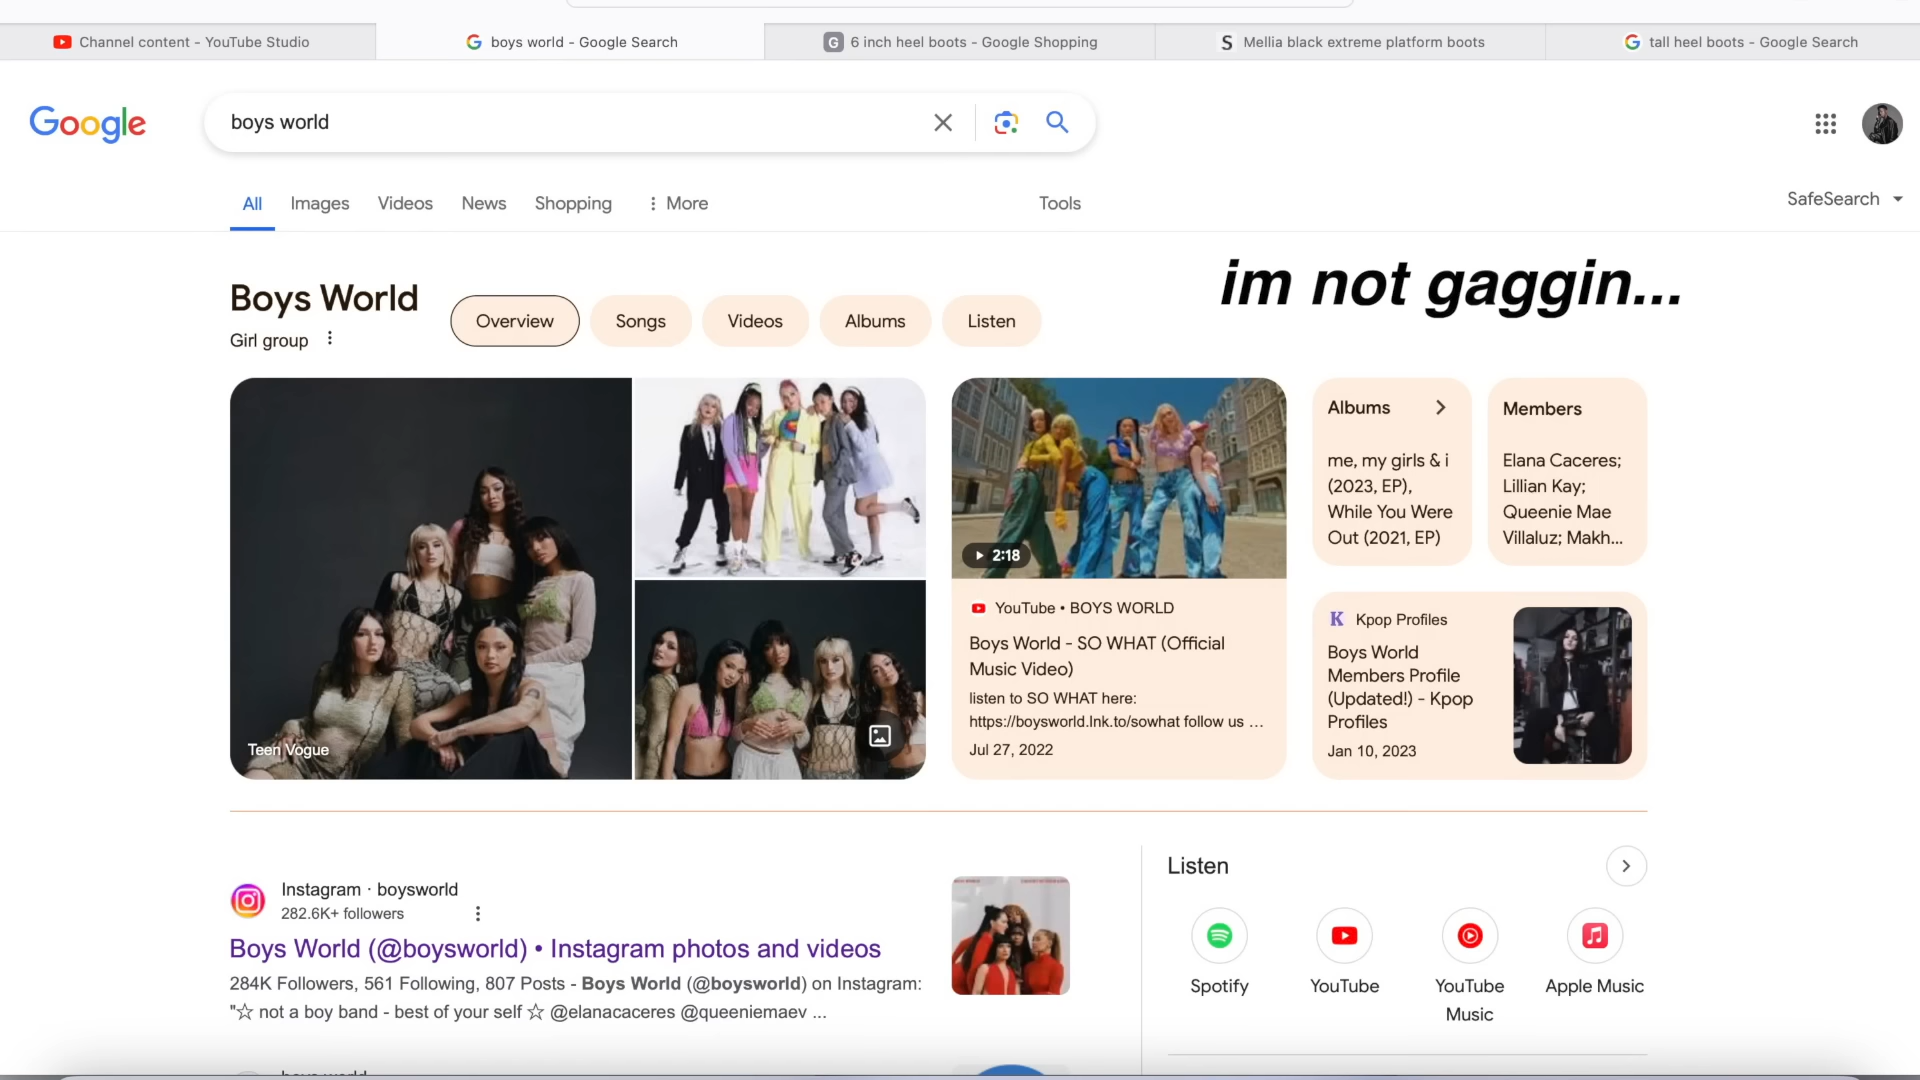 Channel content - YouTube Studio
boys world - Google Search
G 6 inch heel boots - Google Shopping
S Mellia black extreme platform boots
tall heel boots - Google Search
Google
boys world
All
Images
Videos
News
Shopping
More
Tools
SafeSearch
im not gaggin...
Boys World
Girl group
Overview
Songs
Videos
Albums
Listen
Teen Vogue
2:18
YouTube • BOYS WORLD
Boys World - SO WHAT (Official
Music Video)
listen to SO WHAT here:
https://boysworld.lnk.to/sowhat follow us ...
Jul 27, 2022
Albums
me, my girls & i
(2023, EP),
While You Were
Out (2021, EP)
Members
Elana Caceres;
Lillian Kay;
Queenie Mae
Villaluz; Makh...
K Kpop Profiles
Boys World
Members Profile
(Updated!) - Kpop
Profiles
Jan 10, 2023
Instagram · boysworld
282.6K+ followers
Boys World (@boysworld) • Instagram photos and videos
284K Followers, 561 Following, 807 Posts - Boys World (@boysworld) on Instagram:
"☆ not a boy band - best of your self ☆ @elanacaceres @queeniemaev ...
Listen
Spotify
YouTube
YouTube
Music
Apple Music